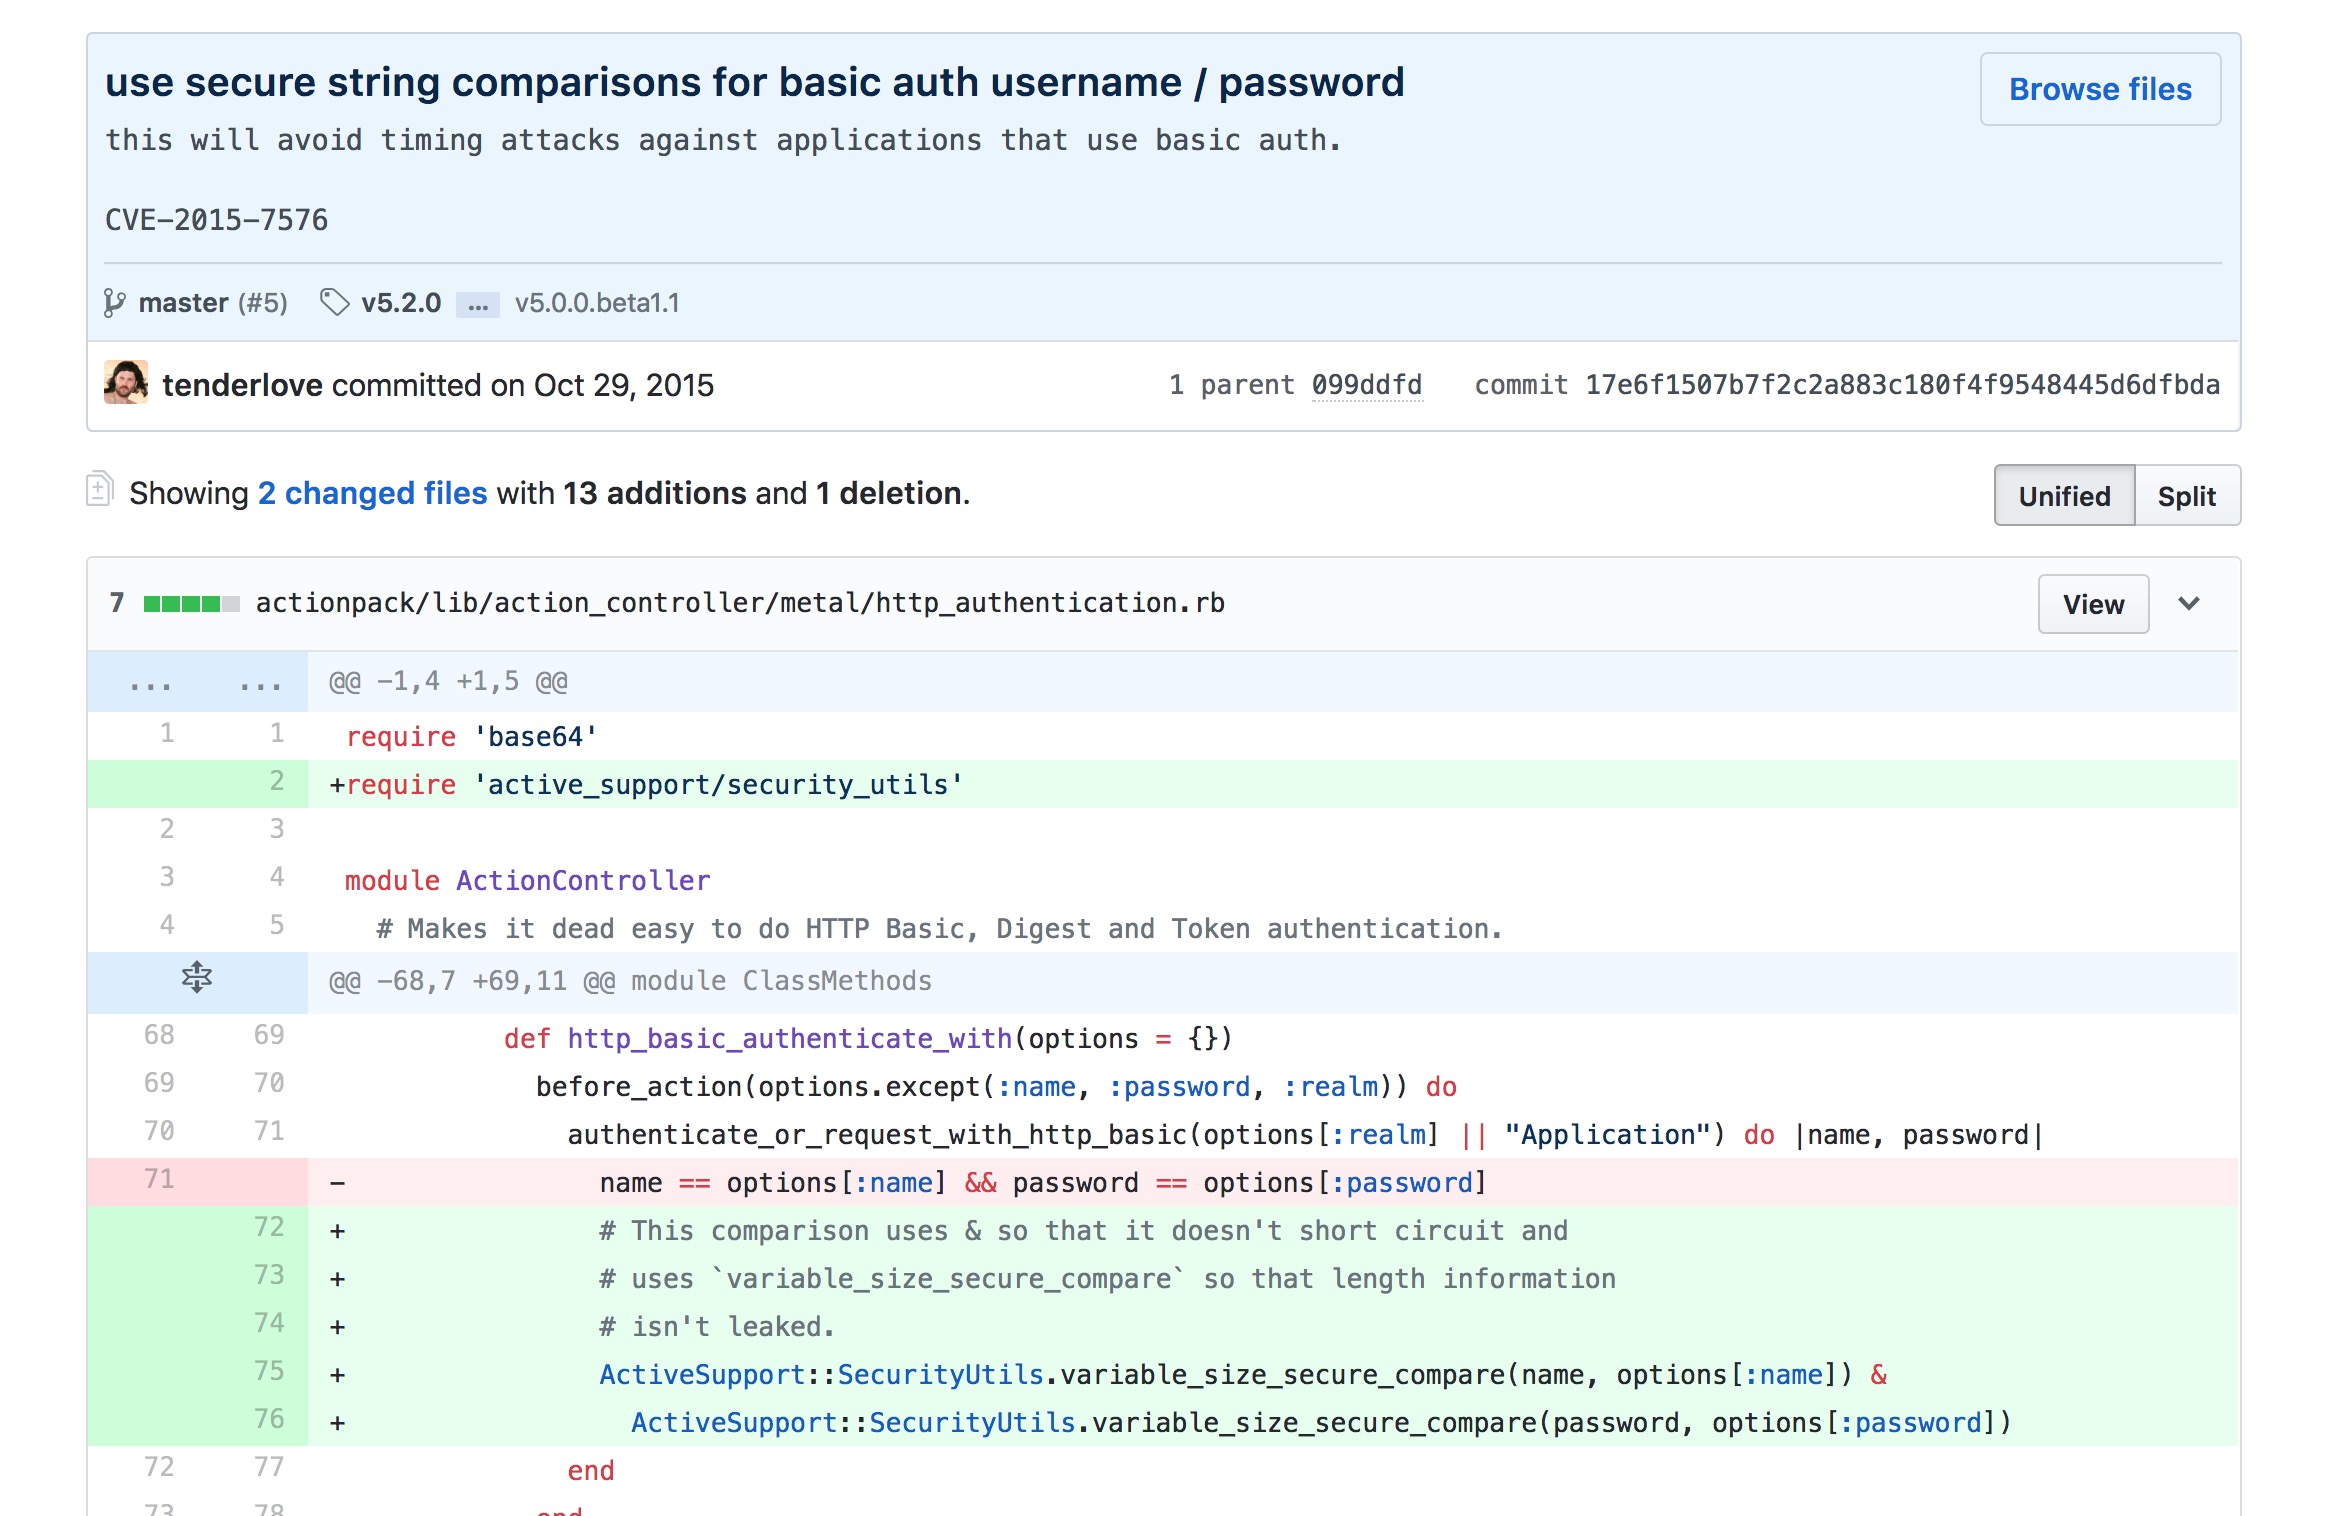 use secure string comparisons for basic auth username / password
Browse files
this will avoid timing attacks against applications that use basic auth.
CVE-2015-7576
master (#5) v5.2.0 … v5.0.0.beta1.1
tenderlove committed on Oct 29, 2015 1 parent 099ddfd commit 17e6f1507b7f2c2a883c180f4f9548445d6dfbda
Showing 2 changed files with 13 additions and 1 deletion.
Unified Split
7 actionpack/lib/action_controller/metal/http_authentication.rb View
... ... @@ -1,4 +1,5 @@
1 1 require 'base64'
2 +require 'active_support/security_utils'
2 3
3 4 module ActionController
4 5 # Makes it dead easy to do HTTP Basic, Digest and Token authentication.
@@ -68,7 +69,11 @@ module ClassMethods
68 69 def http_basic_authenticate_with(options = {})
69 70 before_action(options.except(:name, :password, :realm)) do
70 71 authenticate_or_request_with_http_basic(options[:realm] || "Application") do |name, password|
71 - name == options[:name] && password == options[:password]
72 + # This comparison uses & so that it doesn't short circuit and
73 + # uses `variable_size_secure_compare` so that length information
74 + # isn't leaked.
75 + ActiveSupport::SecurityUtils.variable_size_secure_compare(name, options[:name]) &
76 + ActiveSupport::SecurityUtils.variable_size_secure_compare(password, options[:password])
72 77 end
73 78 end